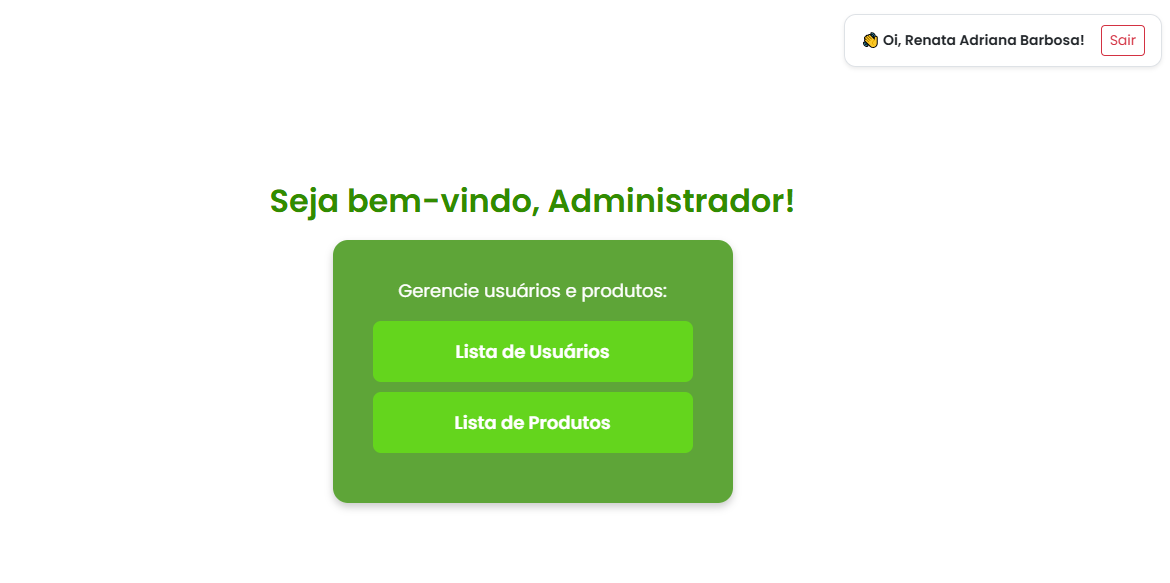 👋 Oi, Renata Adriana Barbosa! Sair
Seja bem-vindo, Administrador!
Gerencie usuários e produtos:
Lista de Usuários
Lista de Produtos